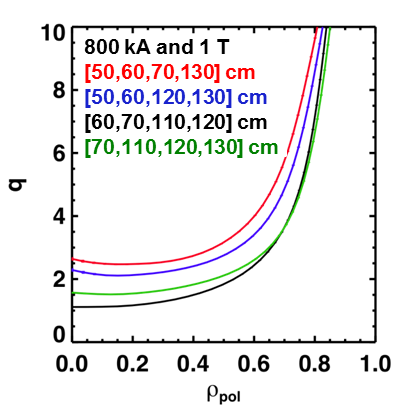 10
800 kA and 1 T
[50,60,70,130] cm
[50,60,120,130] cm
8
[60,70,110,120] cm
[70,110,120,130] cm
6
q
4
2
0
0.0 0.2 0.4 0.6 0.8 1.0
ρpol